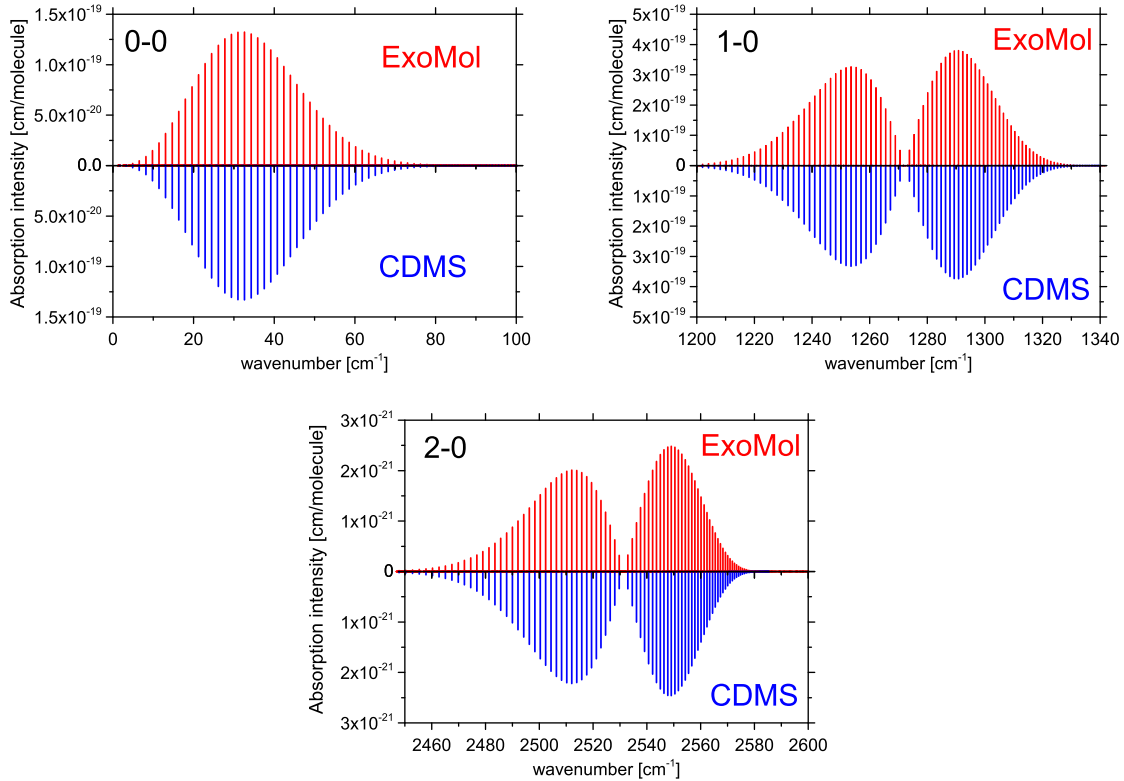 0-0
ExoMol
CDMS
Absorption intensity [cm/molecule]
1.5x10⁻¹⁹
1.0x10⁻¹⁹
5.0x10⁻²⁰
0.0
5.0x10⁻²⁰
1.0x10⁻¹⁹
1.5x10⁻¹⁹
0 20 40 60 80 100
wavenumber [cm⁻¹]
1-0
ExoMol
CDMS
Absorption intensity [cm/molecule]
5x10⁻¹⁹
4x10⁻¹⁹
3x10⁻¹⁹
2x10⁻¹⁹
1x10⁻¹⁹
0
1x10⁻¹⁹
2x10⁻¹⁹
3x10⁻¹⁹
4x10⁻¹⁹
5x10⁻¹⁹
1200 1220 1240 1260 1280 1300 1320 1340
wavenumber [cm⁻¹]
2-0
ExoMol
CDMS
Absorption intensity [cm/molecule]
3x10⁻²¹
2x10⁻²¹
1x10⁻²¹
0
1x10⁻²¹
2x10⁻²¹
3x10⁻²¹
2460 2480 2500 2520 2540 2560 2580 2600
wavenumber [cm⁻¹]